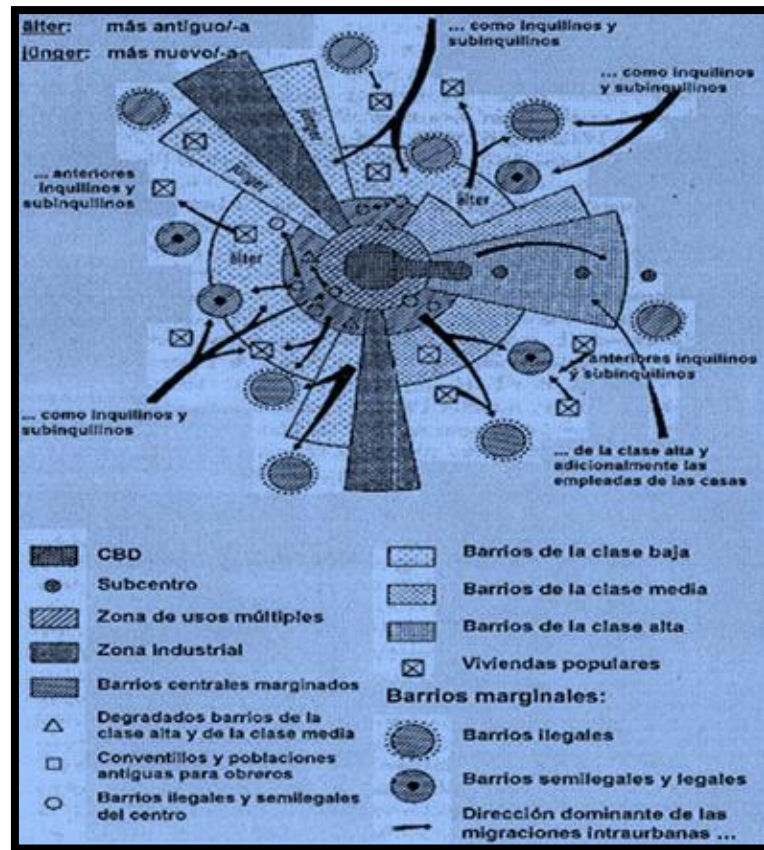 älter: más antiguo/-a
jünger: más nuevo/-a
... como inquilinos y
subinquilinos
... como inquilinos
y subinquilinos
jünger
jünger
älter
... anteriores
inquilinos y
subinquilinos
älter
... anteriores inquilinos
y subinquilinos
... como inquilinos y
subinquilinos
... de la clase alta y
adicionalmente las
empleadas de las casas
CBD
Subcentro
Zona de usos múltiples
Zona industrial
Barrios centrales marginados
Degradados barrios de la
clase alta y de la clase media
Conventillos y poblaciones
antiguas para obreros
Barrios ilegales y semilegales
del centro
Barrios de la clase baja
Barrios de la clase media
Barrios de la clase alta
Viviendas populares
Barrios marginales:
Barrios ilegales
Barrios semilegales y legales
Dirección dominante de las
migraciones intraurbanas ...